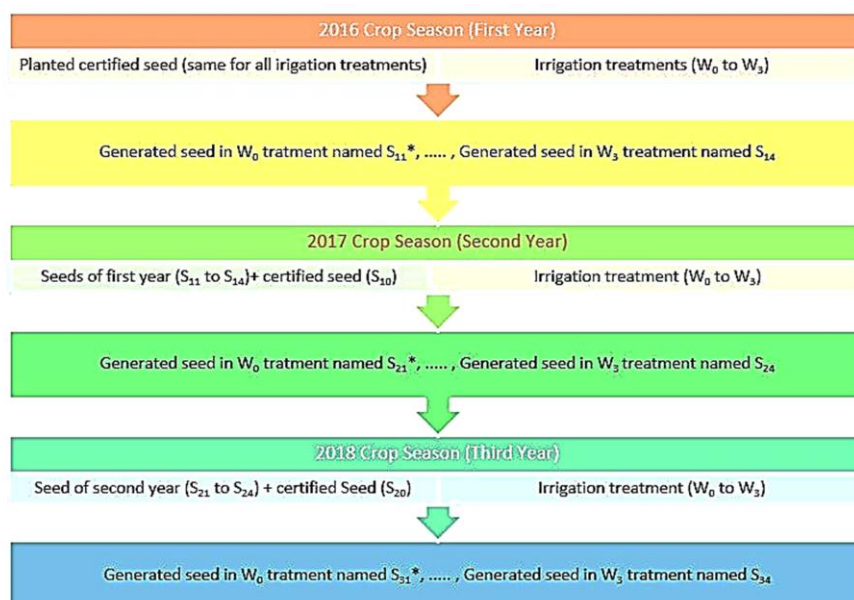 2016 Crop Season (First Year)
Planted certified seed (same for all irigation treatments) Irrigation treatments (W₀ to W₃)
Generated seed in W₀ tratment named S₁₁*, ..... , Generated seed in W₃ treatment named S₁₄
2017 Crop Season (Second Year)
Seeds of first year (S₁₁ to S₁₄)+ certified seed (S₁₀) Irrigation treatment (W₀ to W₃)
Generated seed in W₀ tratment named S₂₁*, ..... , Generated seed in W₃ treatment named S₂₄
2018 Crop Season (Third Year)
Seed of second year (S₂₁ to S₂₄) + certified Seed (S₂₀) Irrigation treatment (W₀ to W₃)
Generated seed in W₀ tratment named S₃₁*, ..... , Generated seed in W₃ treatment named S₃₄